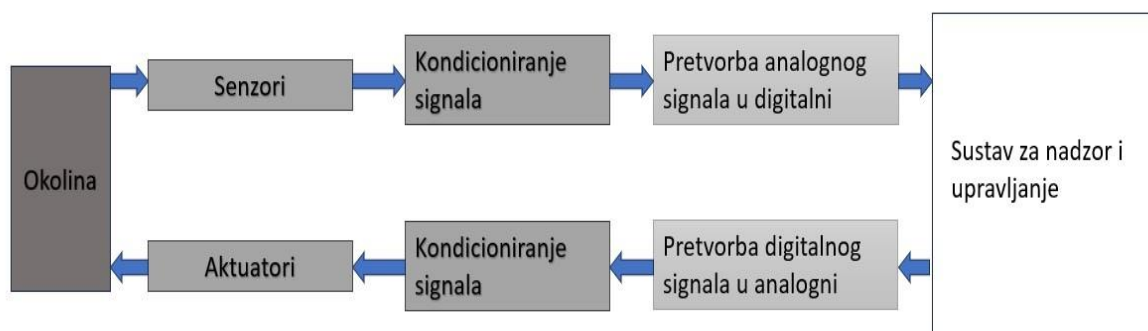 Okolina
Senzori
Kondicioniranje
signala
Pretvorba analognog
signala u digitalni
Sustav za nadzor i
upravljanje
Aktuatori
Kondicioniranje
signala
Pretvorba digitalnog
signala u analogni